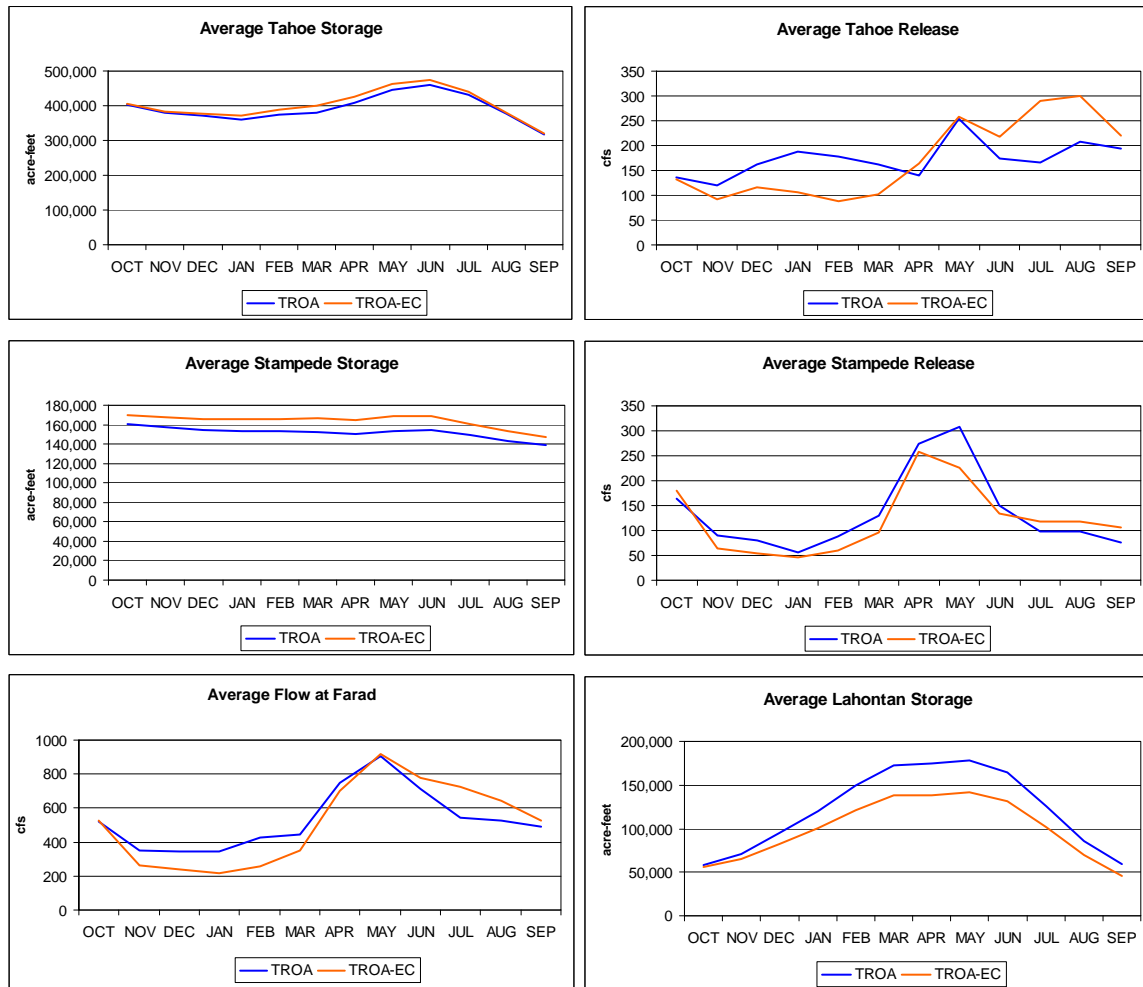 Average Tahoe Storage
acre-feet
500,000
400,000
300,000
200,000
100,000
0
OCT NOV DEC JAN FEB MAR APR MAY JUN JUL AUG SEP
TROA TROA-EC
Average Tahoe Release
cfs
350
300
250
200
150
100
50
0
OCT NOV DEC JAN FEB MAR APR MAY JUN JUL AUG SEP
TROA TROA-EC
Average Stampede Storage
acre-feet
180,000
160,000
140,000
120,000
100,000
80,000
60,000
40,000
20,000
0
OCT NOV DEC JAN FEB MAR APR MAY JUN JUL AUG SEP
TROA TROA-EC
Average Stampede Release
cfs
350
300
250
200
150
100
50
0
OCT NOV DEC JAN FEB MAR APR MAY JUN JUL AUG SEP
TROA TROA-EC
Average Flow at Farad
cfs
1000
800
600
400
200
0
OCT NOV DEC JAN FEB MAR APR MAY JUN JUL AUG SEP
TROA TROA-EC
Average Lahontan Storage
acre-feet
200,000
150,000
100,000
50,000
0
OCT NOV DEC JAN FEB MAR APR MAY JUN JUL AUG SEP
TROA TROA-EC